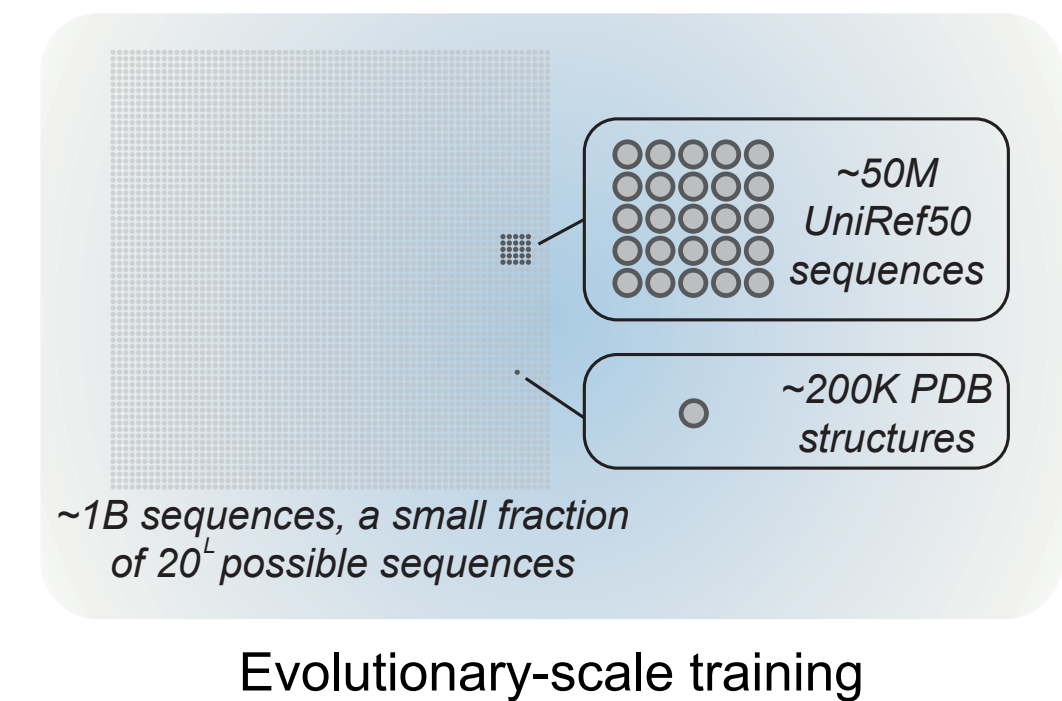 ~50M
UniRef50
sequences
~200K PDB
structures
~1B sequences, a small fraction
of 20^L possible sequences
Evolutionary-scale training